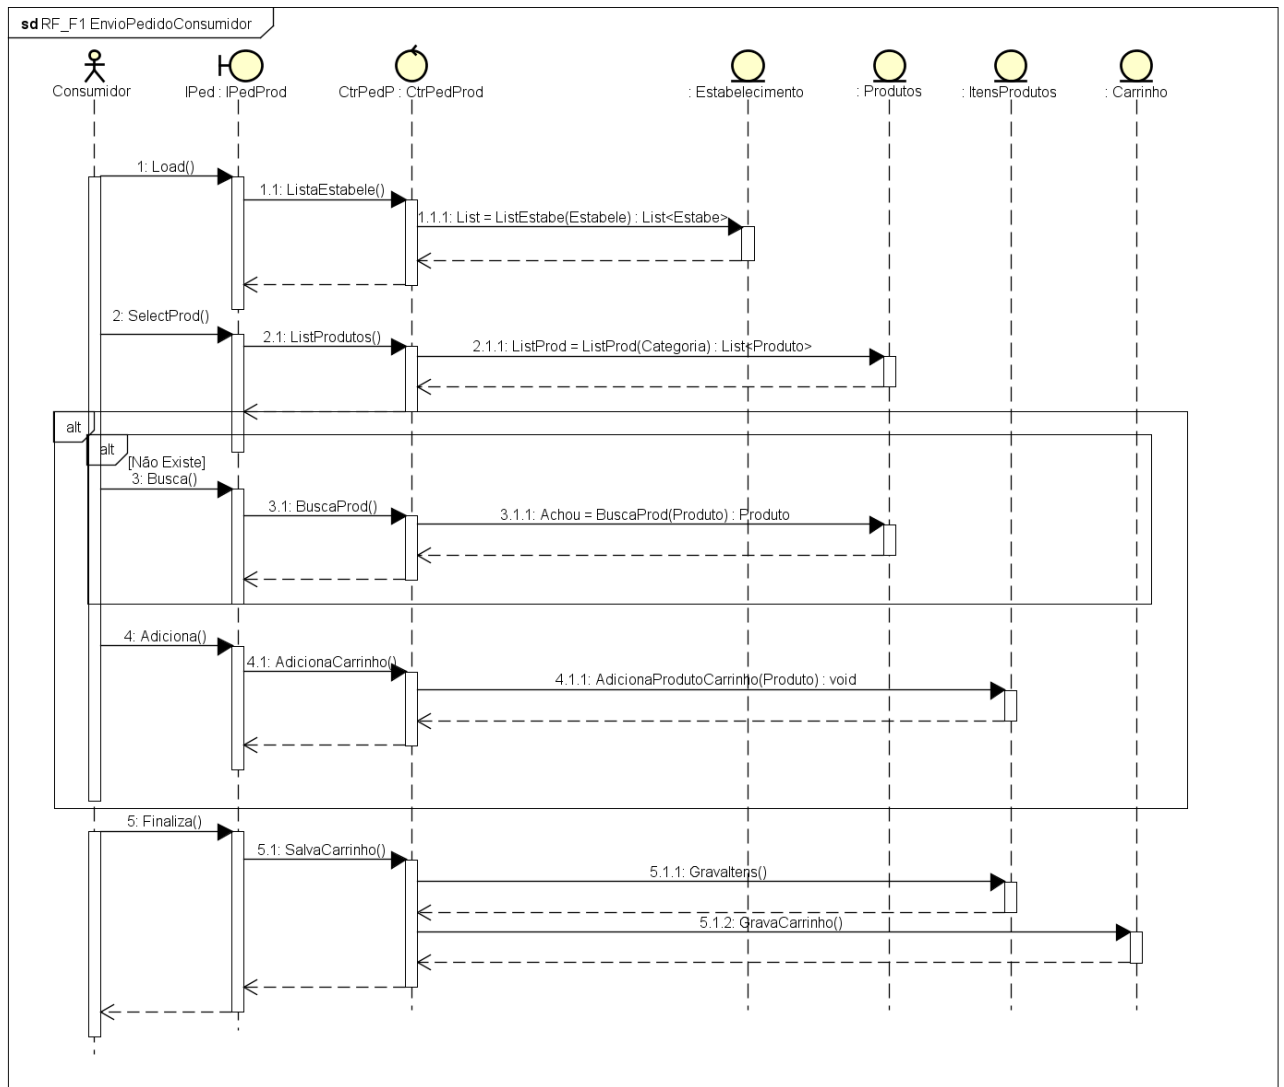 sd RF_F1 EnvioPedidoConsumidor
Consumidor
IPed : IPedProd
CtrPedP : CtrPedProd
: Estabelecimento
: Produtos
: ItensProdutos
: Carrinho
1: Load()
1.1: ListaEstabele()
1.1.1: List = ListEstabe(Estabele) : List<Estabe>
2: SelectProd()
2.1: ListProdutos()
2.1.1: ListProd = ListProd(Categoria) : List<Produto>
alt
alt
[Não Existe]
3: Busca()
3.1: BuscaProd()
3.1.1: Achou = BuscaProd(Produto) : Produto
4: Adiciona()
4.1: AdicionaCarrinho()
4.1.1: AdicionaProdutoCarrinho(Produto) : void
5: Finaliza()
5.1: SalvaCarrinho()
5.1.1: GravaItens()
5.1.2: GravaCarrinho()